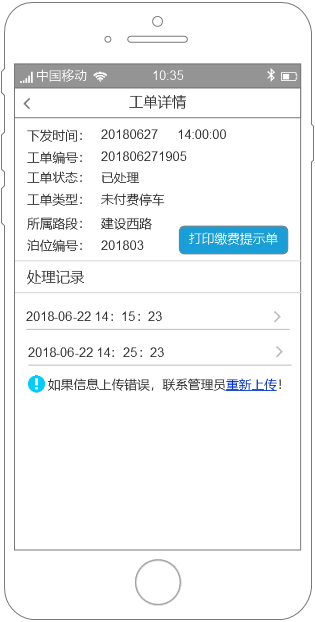 中国移动 10:35
工单详情
下发时间： 20180627 14:00:00
工单编号： 201806271905
工单状态： 已处理
工单类型： 未付费停车
所属路段： 建设西路
泊位编号： 201803
打印缴费提示单
处理记录
2018-06-22 14：15：23
2018-06-22 14：25：23
如果信息上传错误，联系管理员重新上传！